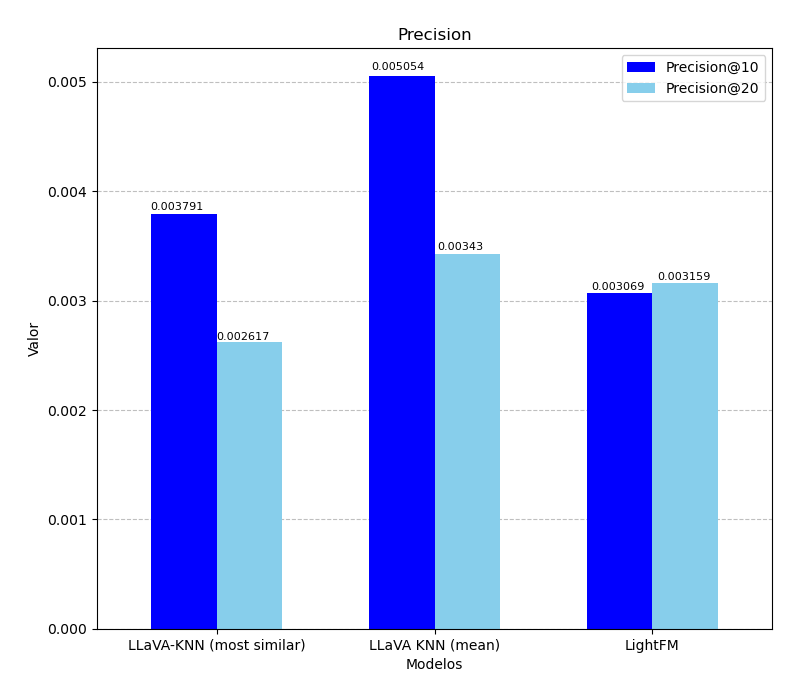 Precision
0.005054
Precision@10
Precision@20
0.005
0.004
0.003
0.002
0.001
0.000
Valor
0.003791
0.002617
0.00343
0.003069
0.003159
LLaVA-KNN (most similar)
LLaVA KNN (mean)
LightFM
Modelos